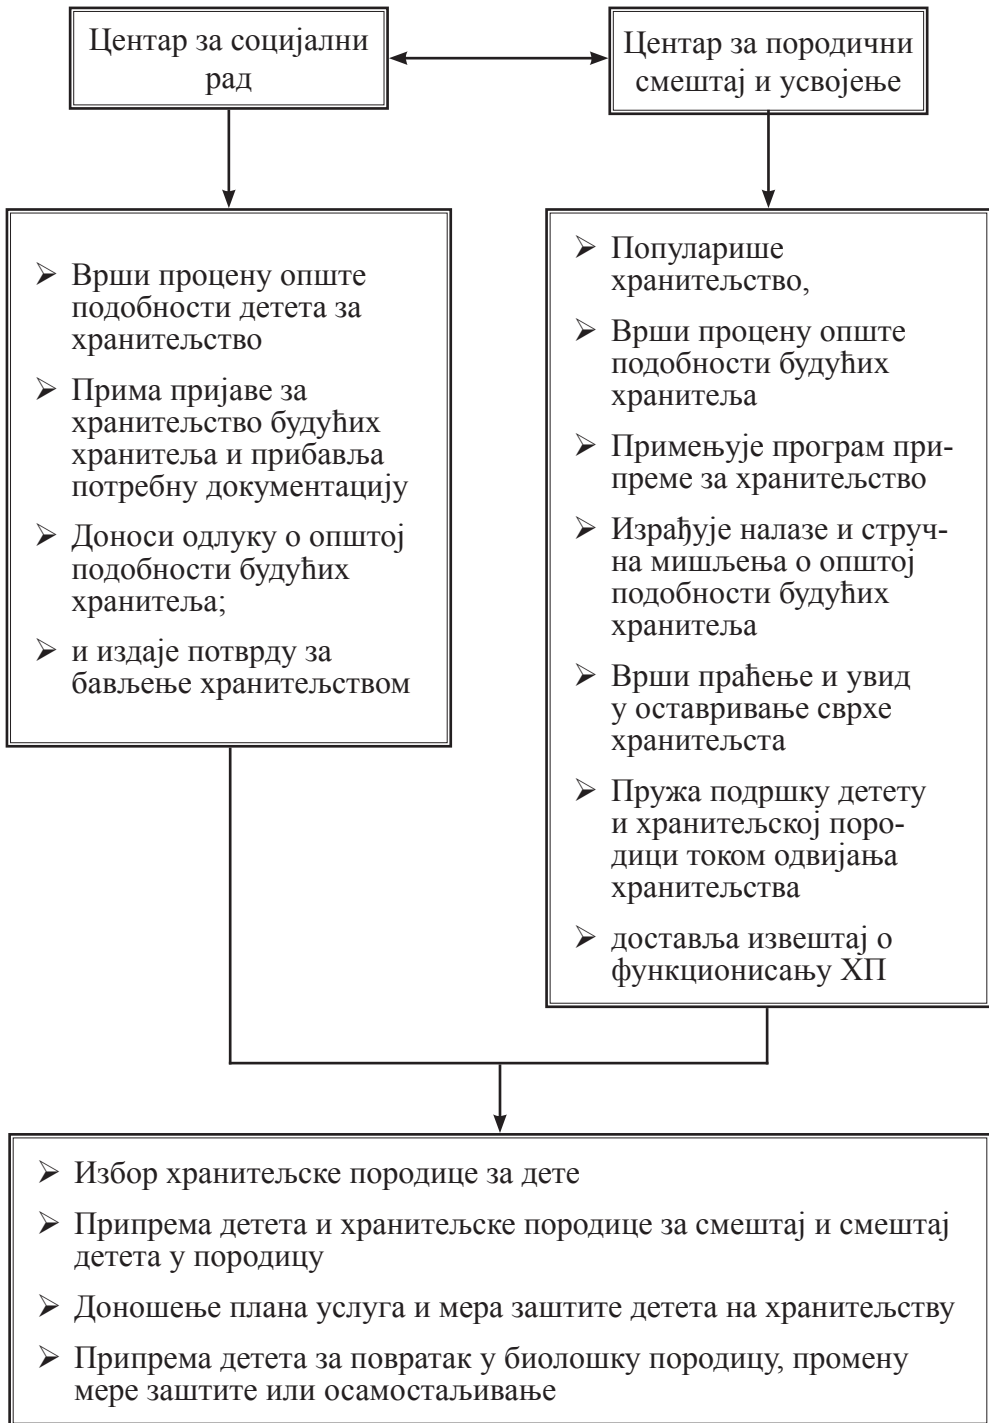 Центар за социјални
рад
Центар за породични
смештај и усвојење
➢ Врши процену опште
подобности детета за
хранитељство
➢ Прима пријаве за
хранитељство будућих
хранитеља и прибавља
потребну документацију
➢ Доноси одлуку о општој
подобности будућих
хранитеља;
➢ и издаје потврду за
бављење хранитељством
➢ Популарише
хранитељство,
➢ Врши процену опште
подобности будућих
хранитеља
➢ Примењује програм при-
преме за хранитељство
➢ Израђује налазе и струч-
на мишљења о општој
подобности будућих
хранитеља
➢ Врши праћење и увид
у оставривање сврхе
хранитељста
➢ Пружа подршку детету
и хранитељској поро-
дици током одвијања
хранитељства
➢ доставља извештај о
функционисању ХП
➢ Избор хранитељске породице за дете
➢ Припрема детета и хранитељске породице за смештај и смештај
детета у породицу
➢ Доношење плана услуга и мера заштите детета на хранитељству
➢ Припрема детета за повратак у биолошку породицу, промену
мере заштите или осамостаљивање